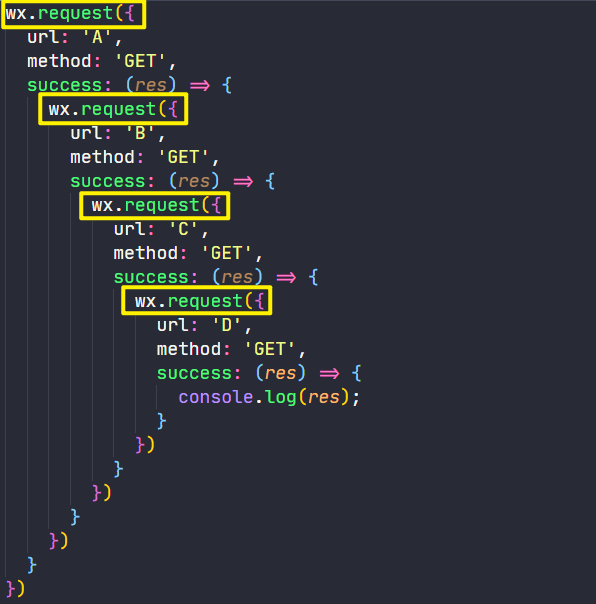 wx.request({
  url: 'A',
  method: 'GET',
  success: (res) => {
    wx.request({
      url: 'B',
      method: 'GET',
      success: (res) => {
        wx.request({
          url: 'C',
          method: 'GET',
          success: (res) => {
            wx.request({
              url: 'D',
              method: 'GET',
              success: (res) => {
                console.log(res);
              }
            })
          }
        })
      }
    })
  }
})